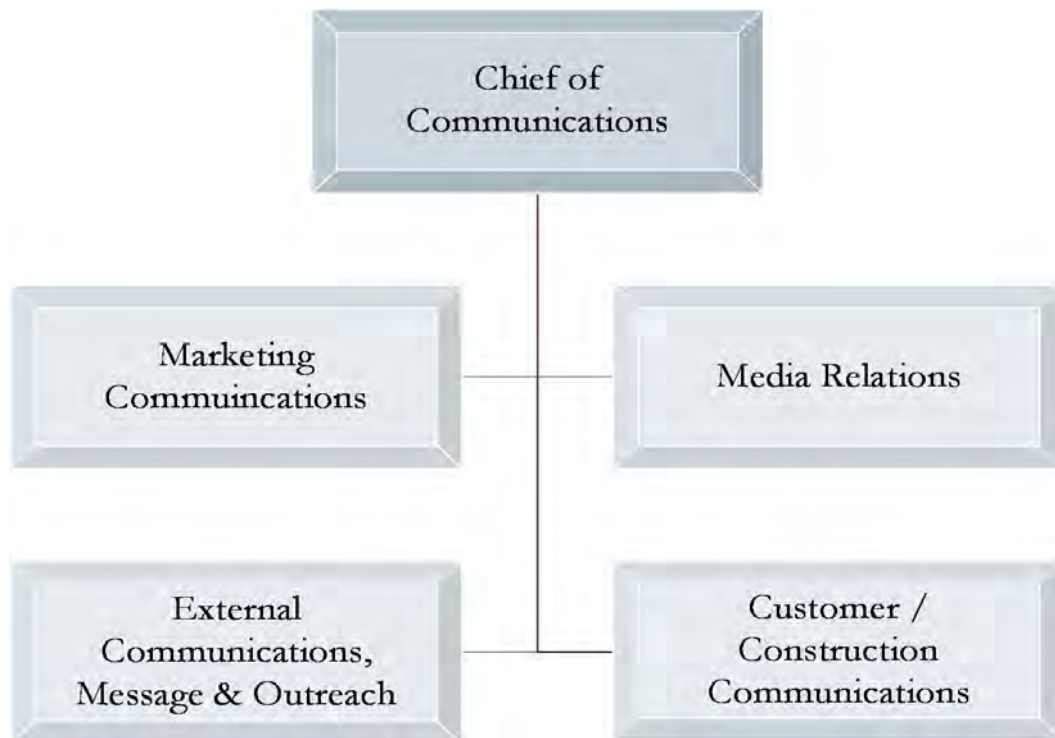 Chief of
Communications
Marketing
Commuincations
Media Relations
External
Communications,
Message & Outreach
Customer /
Construction
Communications